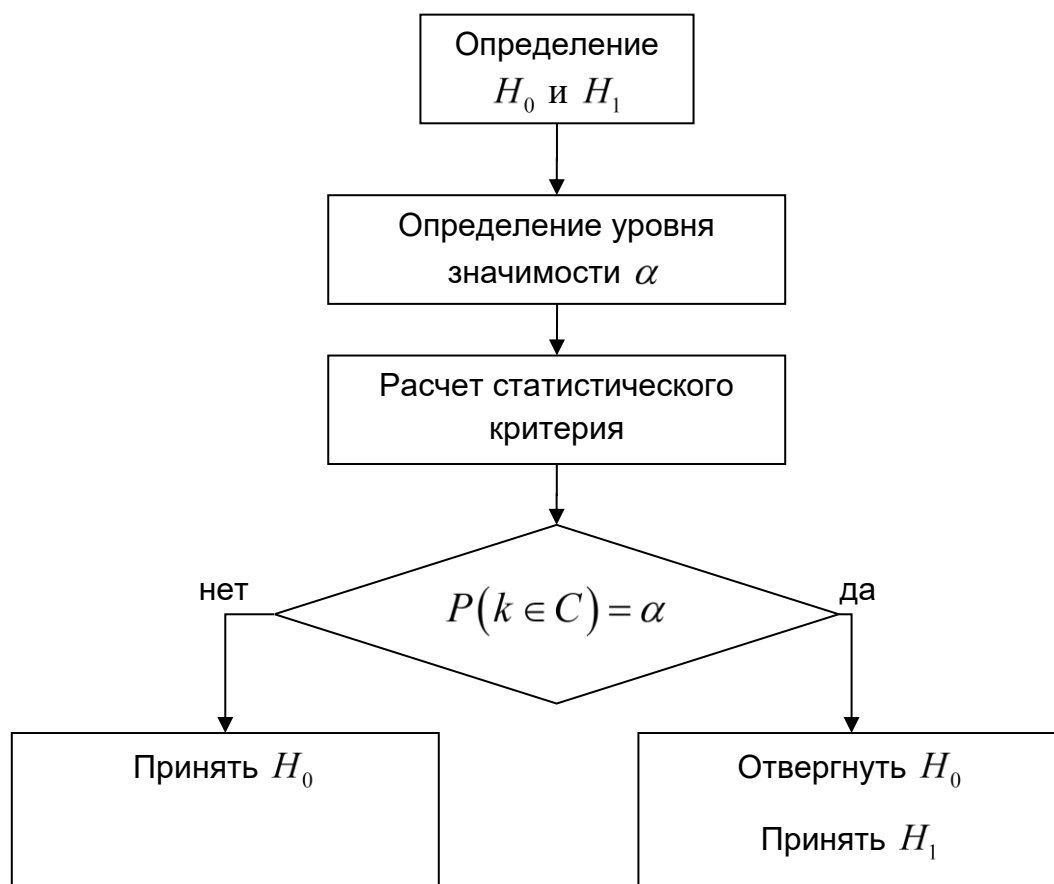 Определение
H₀ и H₁
Определение уровня
значимости α
Расчет статистического
критерия
нет
P(k ∈ C) = α
да
Принять H₀
Отвергнуть H₀
Принять H₁